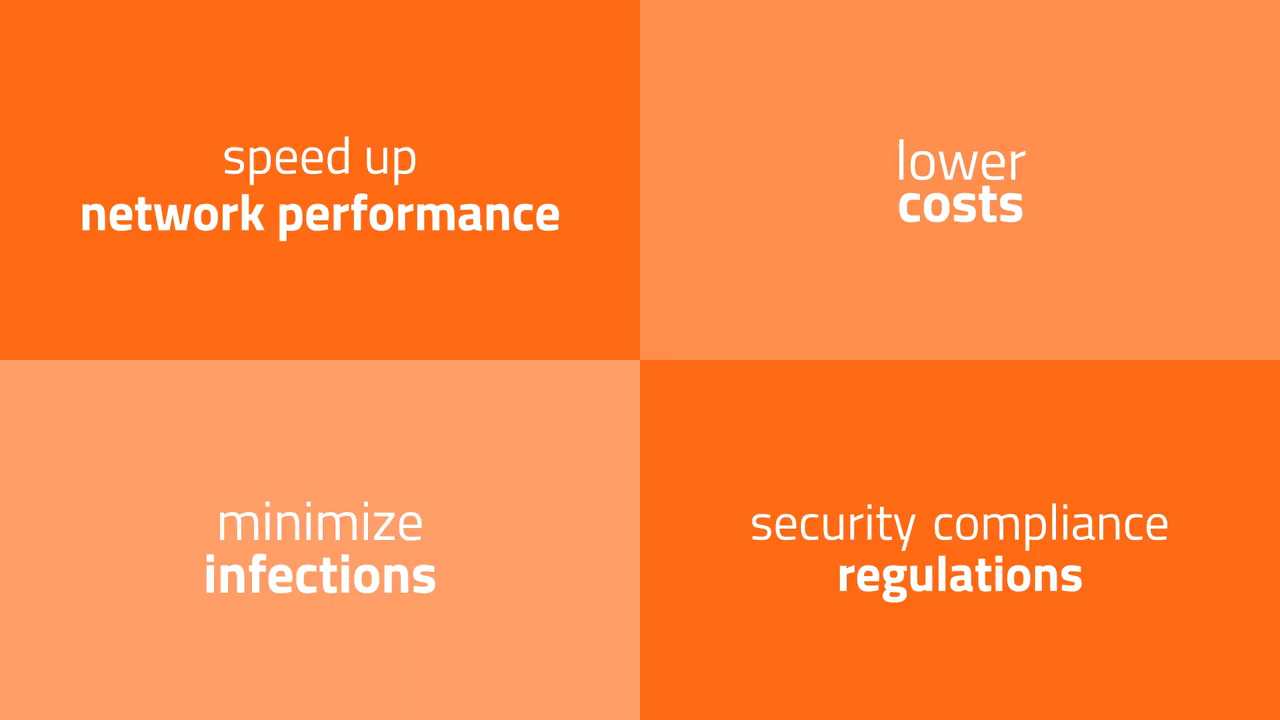 speed up
network performance
lower
costs
minimize
infections
security compliance
regulations